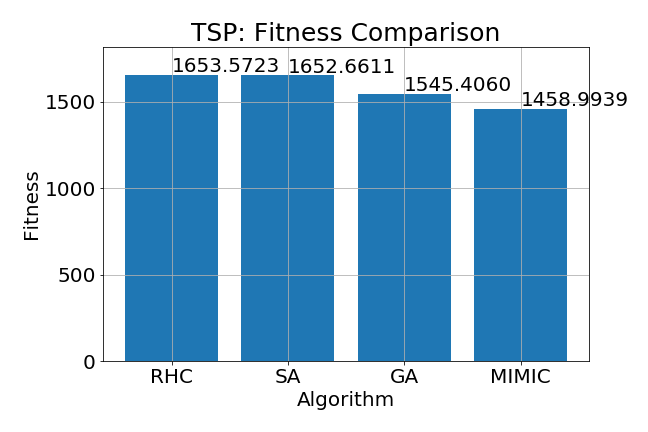 TSP: Fitness Comparison
1653.5723
1652.6611
1545.4060
1458.9939
1500
1000
500
0
Fitness
RHC
SA
GA
MIMIC
Algorithm